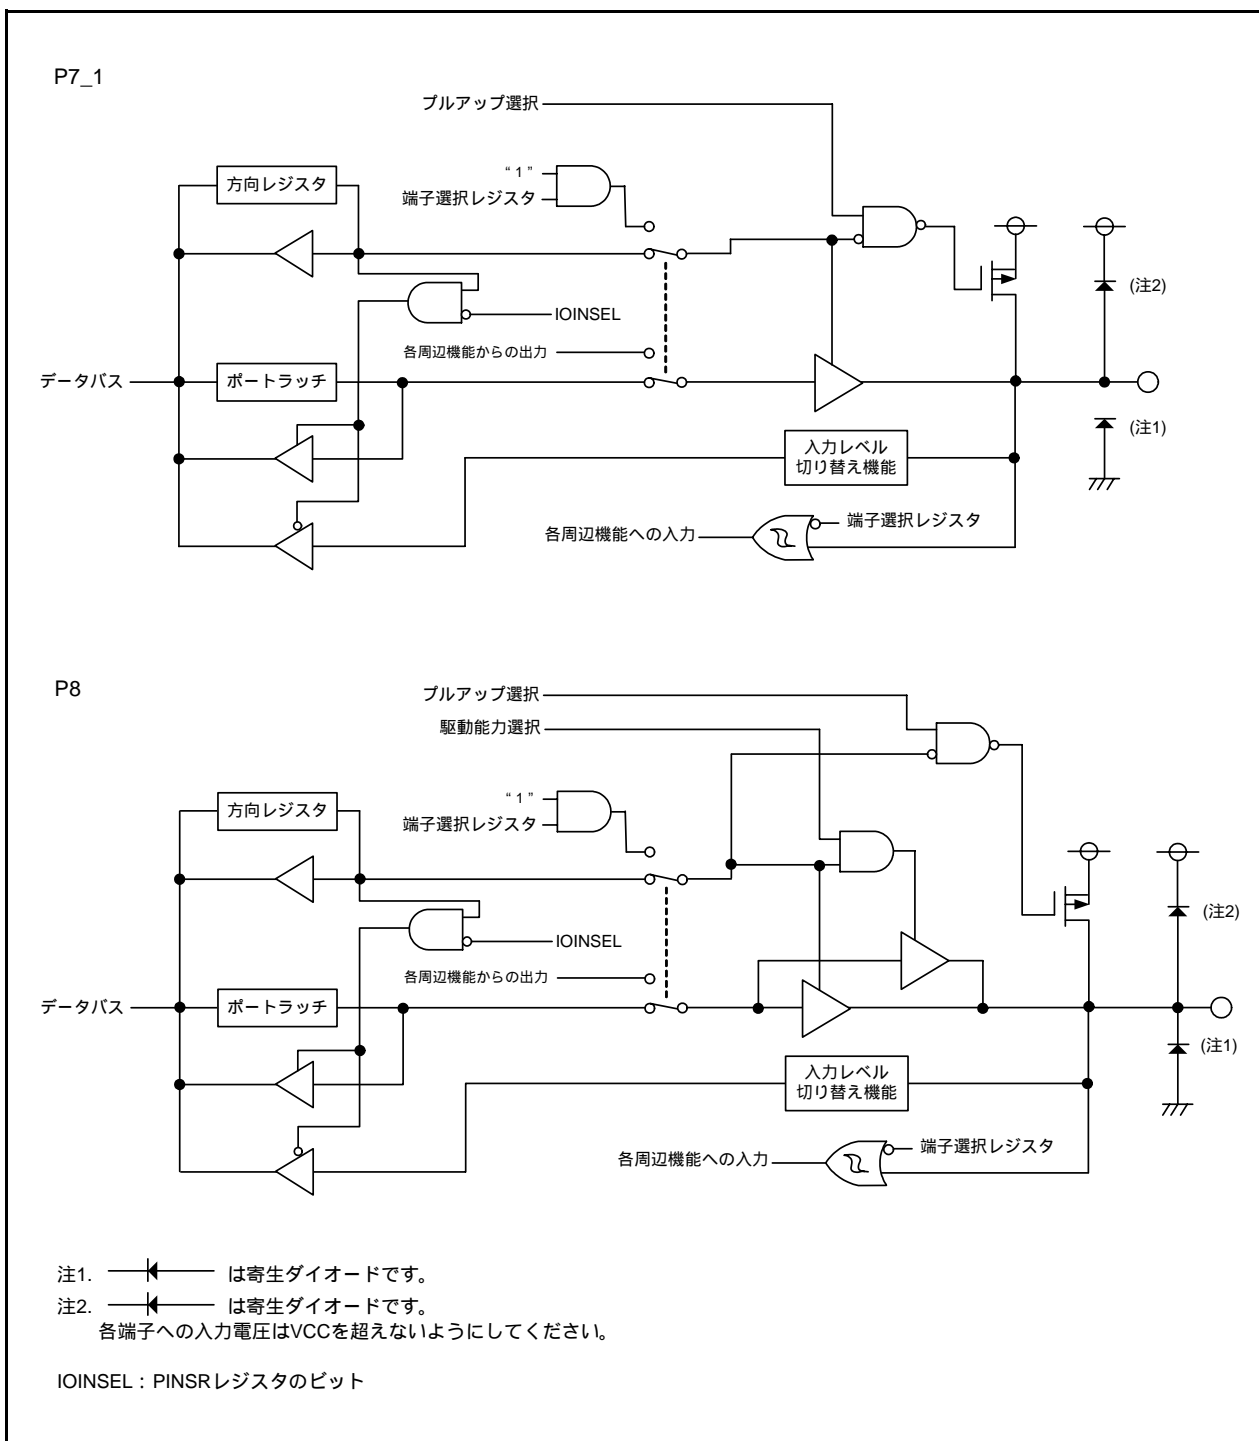 P7_1
プルアップ選択
“1”
端子選択レジスタ
方向レジスタ
(注2)
IOINSEL
各周辺機能からの出力
データバス
ポートラッチ
(注1)
入力レベル
切り替え機能
端子選択レジスタ
各周辺機能への入力
P8
プルアップ選択
駆動能力選択
“1”
端子選択レジスタ
方向レジスタ
(注2)
IOINSEL
各周辺機能からの出力
データバス
ポートラッチ
(注1)
入力レベル
切り替え機能
端子選択レジスタ
各周辺機能への入力
注1. は寄生ダイオードです。
注2. は寄生ダイオードです。
各端子への入力電圧はVCCを超えないようにしてください。
IOINSEL：PINSRレジスタのビット